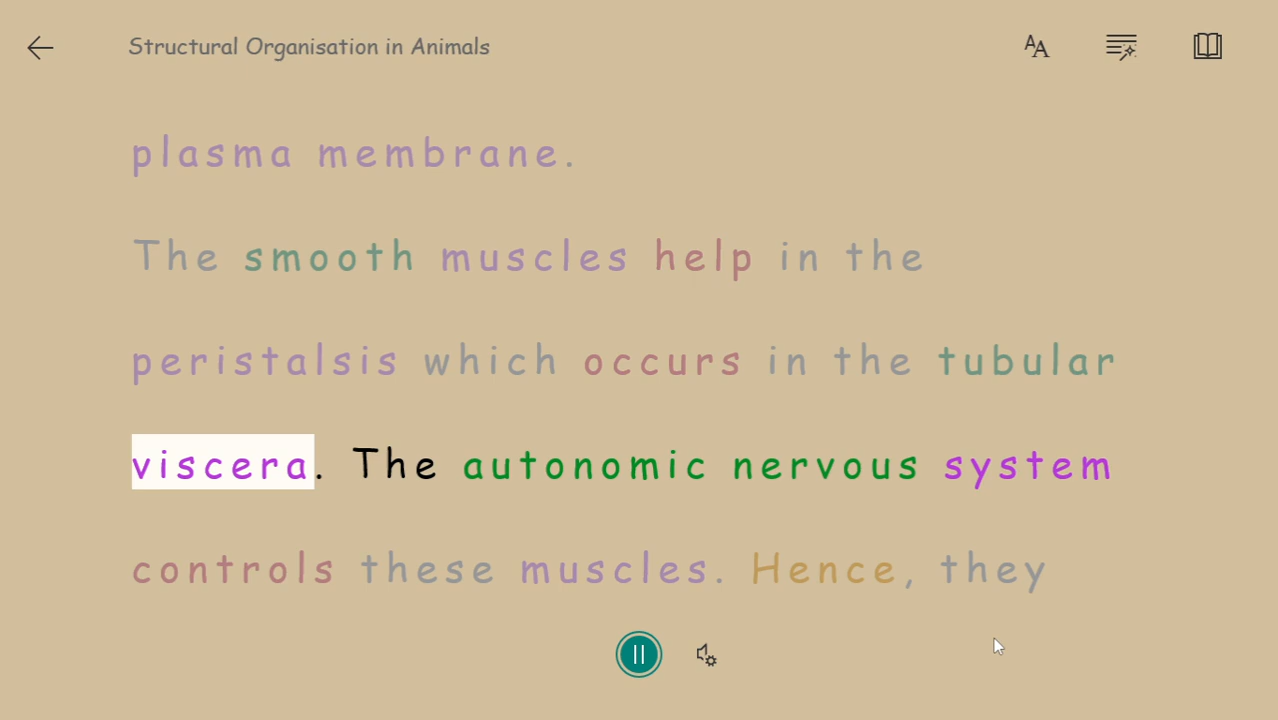 Structural Organisation in Animals
plasma membrane.
The smooth muscles help in the
peristalsis which occurs in the tubular
viscera. The autonomic nervous system
controls these muscles. Hence, they